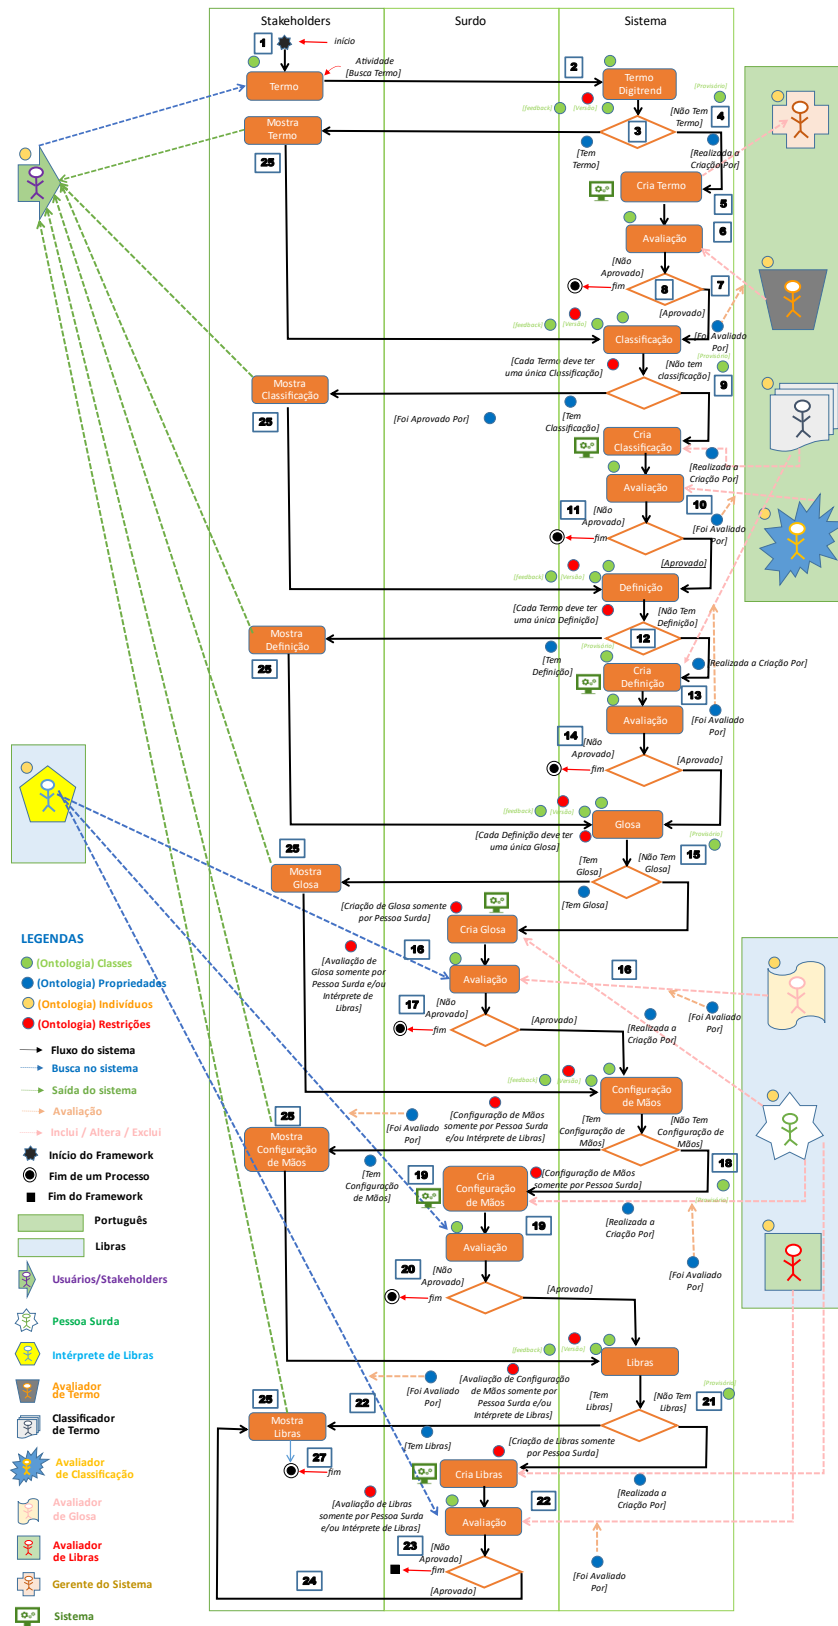 Stakeholders
Surdo
Sistema
1
início
Atividade
[Busca Termo]
Termo
2
Termo
Digitrend
[Provisório]
[feedback]
[Versão]
[Não Tem
Termo]
4
Mostra
Termo
3
25
[Tem
Termo]
[Realizada a
Criação Por]
Cria Termo
5
6
Avaliação
[Não
Aprovado]
7
fim
8
[Aprovado]
[feedback]
[Versão]
[Foi Avaliado
Por]
Classificação
[Provisório]
[Cada Termo deve ter
uma única Classificação]
[Não tem
classificação]
9
Mostra
Classificação
25
[Foi Aprovado Por]
[Tem
Classificação]
Cria
Classificação
[Realizada a
Criação Por]
Avaliação
11
[Não
Aprovado]
10
[Foi Avaliado
Por]
fim
[Aprovado]
[feedback]
[Versão]
Definição
[Cada Termo deve ter
uma única Definição]
[Não Tem
Definição]
Mostra
Definição
12
25
[Provisório]
[Tem
Definição]
[Realizada a Criação Por]
Cria
Definição
13
Avaliação
[Foi Avaliado
Por]
14
[Não
Aprovado]
fim
[Aprovado]
[feedback]
[Versão]
Glosa
[Cada Definição deve ter
uma única Glosa]
[Provisório]
25
[Tem
Glosa]
[Não Tem
Glosa]
15
Mostra
Glosa
[Tem Glosa]
[Criação de Glosa somente
por Pessoa Surda]
Cria Glosa
[Avaliação de
Glosa somente por
Pessoa Surda e/ou
Intérprete de
Libras]
16
16
Avaliação
17
[Não
Aprovado]
fim
[Aprovado]
[Realizada a
Criação Por]
[Foi Avaliado
Por]
[feedback]
[Versão]
Configuração
de Mãos
25
[Foi Avaliado
Por]
[Configuração de Mãos
somente por Pessoa Surda
e/ou Intérprete de Libras]
[Tem
Configuração
de Mãos]
[Não Tem
Configuração de
Mãos]
Mostra
Configuração
de Mãos
18
[Tem
Configuração
de Mãos]
19
Cria
Configuração
de Mãos
[Configuração de Mãos
somente por Pessoa Surda]
[Provisório]
19
[Realizada a
Criação Por]
Avaliação
20
[Não
Aprovado]
fim
[Aprovado]
[Foi Avaliado
Por]
[feedback]
[Versão]
Libras
[Foi Avaliado
Por]
[Avaliação de Configuração
de Mãos somente por
Pessoa Surda e/ou
Intérprete de Libras]
[Provisório]
25
22
[Tem
Libras]
[Não Tem
Libras]
21
Mostra
Libras
[Tem Libras]
[Criação de Libras somente
por Pessoa Surda]
27
fim
Cria Libras
[Avaliação de Libras
somente por Pessoa Surda
e/ou Intérprete de Libras]
22
[Realizada a
Criação Por]
Avaliação
23
[Não
Aprovado]
fim
24
[Aprovado]
[Foi Avaliado
Por]
LEGENDAS
(Ontologia) Classes
(Ontologia) Propriedades
(Ontologia) Indivíduos
(Ontologia) Restrições
Fluxo do sistema
Busca no sistema
Saída do sistema
Avaliação
Inclui / Altera / Exclui
Início do Framework
Fim de um Processo
Fim do Framework
Português
Libras
Usuários/Stakeholders
Pessoa Surda
Intérprete de Libras
Avaliador
de Termo
Classificador
de Termo
Avaliador
de Classificação
Avaliador
de Glosa
Avaliador
de Libras
Gerente do Sistema
Sistema